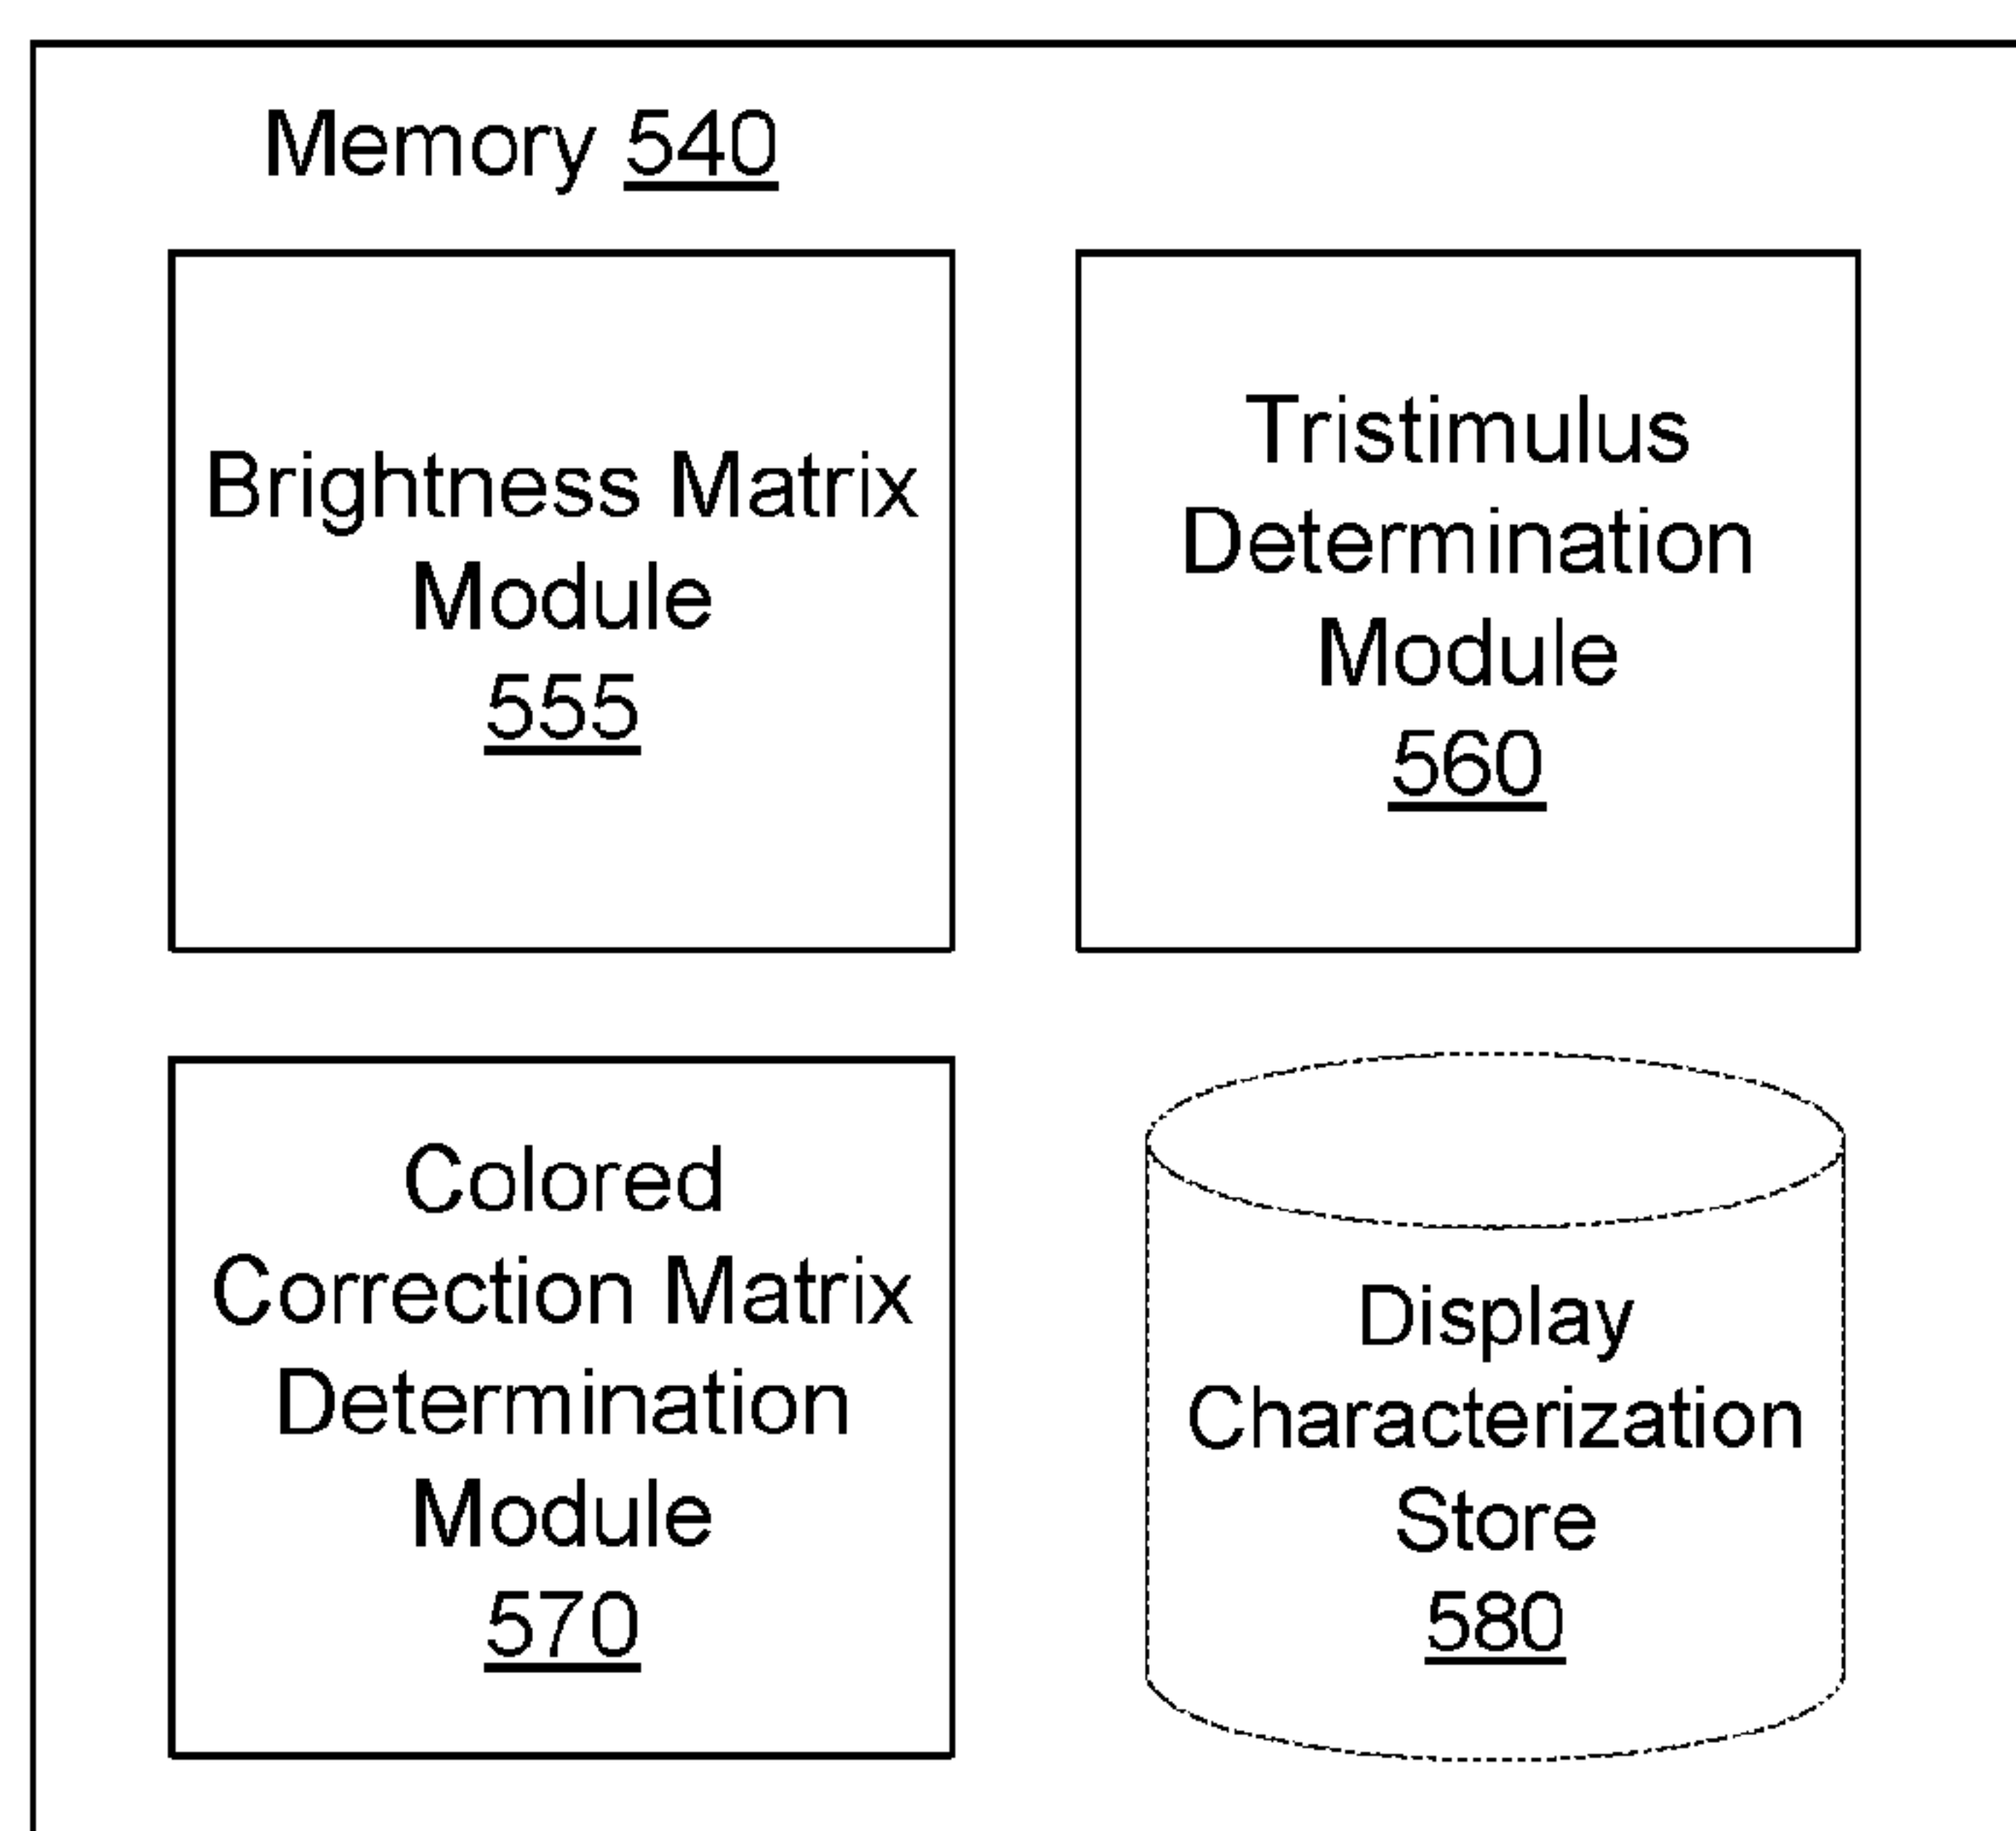 Memory 540
Brightness Matrix
Module
555
Tristimulus
Determination
Module
560
Colored
Correction Matrix
Determination
Module
570
Display
Characterization
Store
580